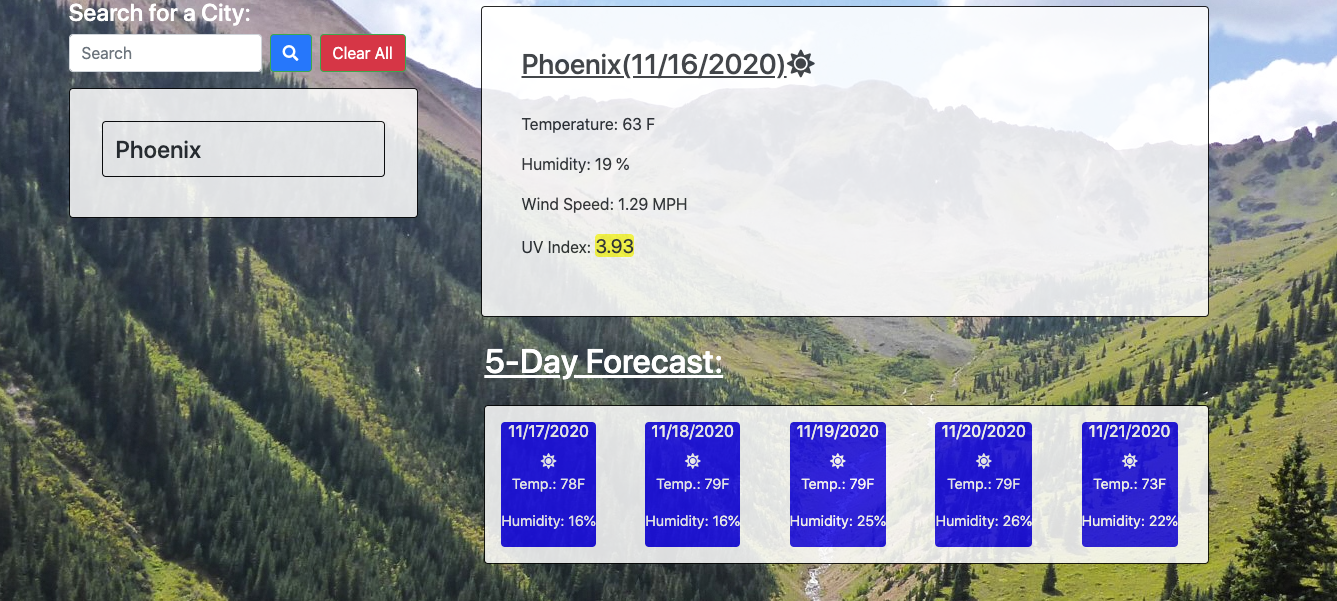 Search for a City:
Search
Clear All
Phoenix
Phoenix(11/16/2020)
Temperature: 63 F
Humidity: 19 %
Wind Speed: 1.29 MPH
UV Index: 3.93
5-Day Forecast:
11/17/2020
Temp.: 78F
Humidity: 16%
11/18/2020
Temp.: 79F
Humidity: 16%
11/19/2020
Temp.: 79F
Humidity: 25%
11/20/2020
Temp.: 79F
Humidity: 26%
11/21/2020
Temp.: 73F
Humidity: 22%